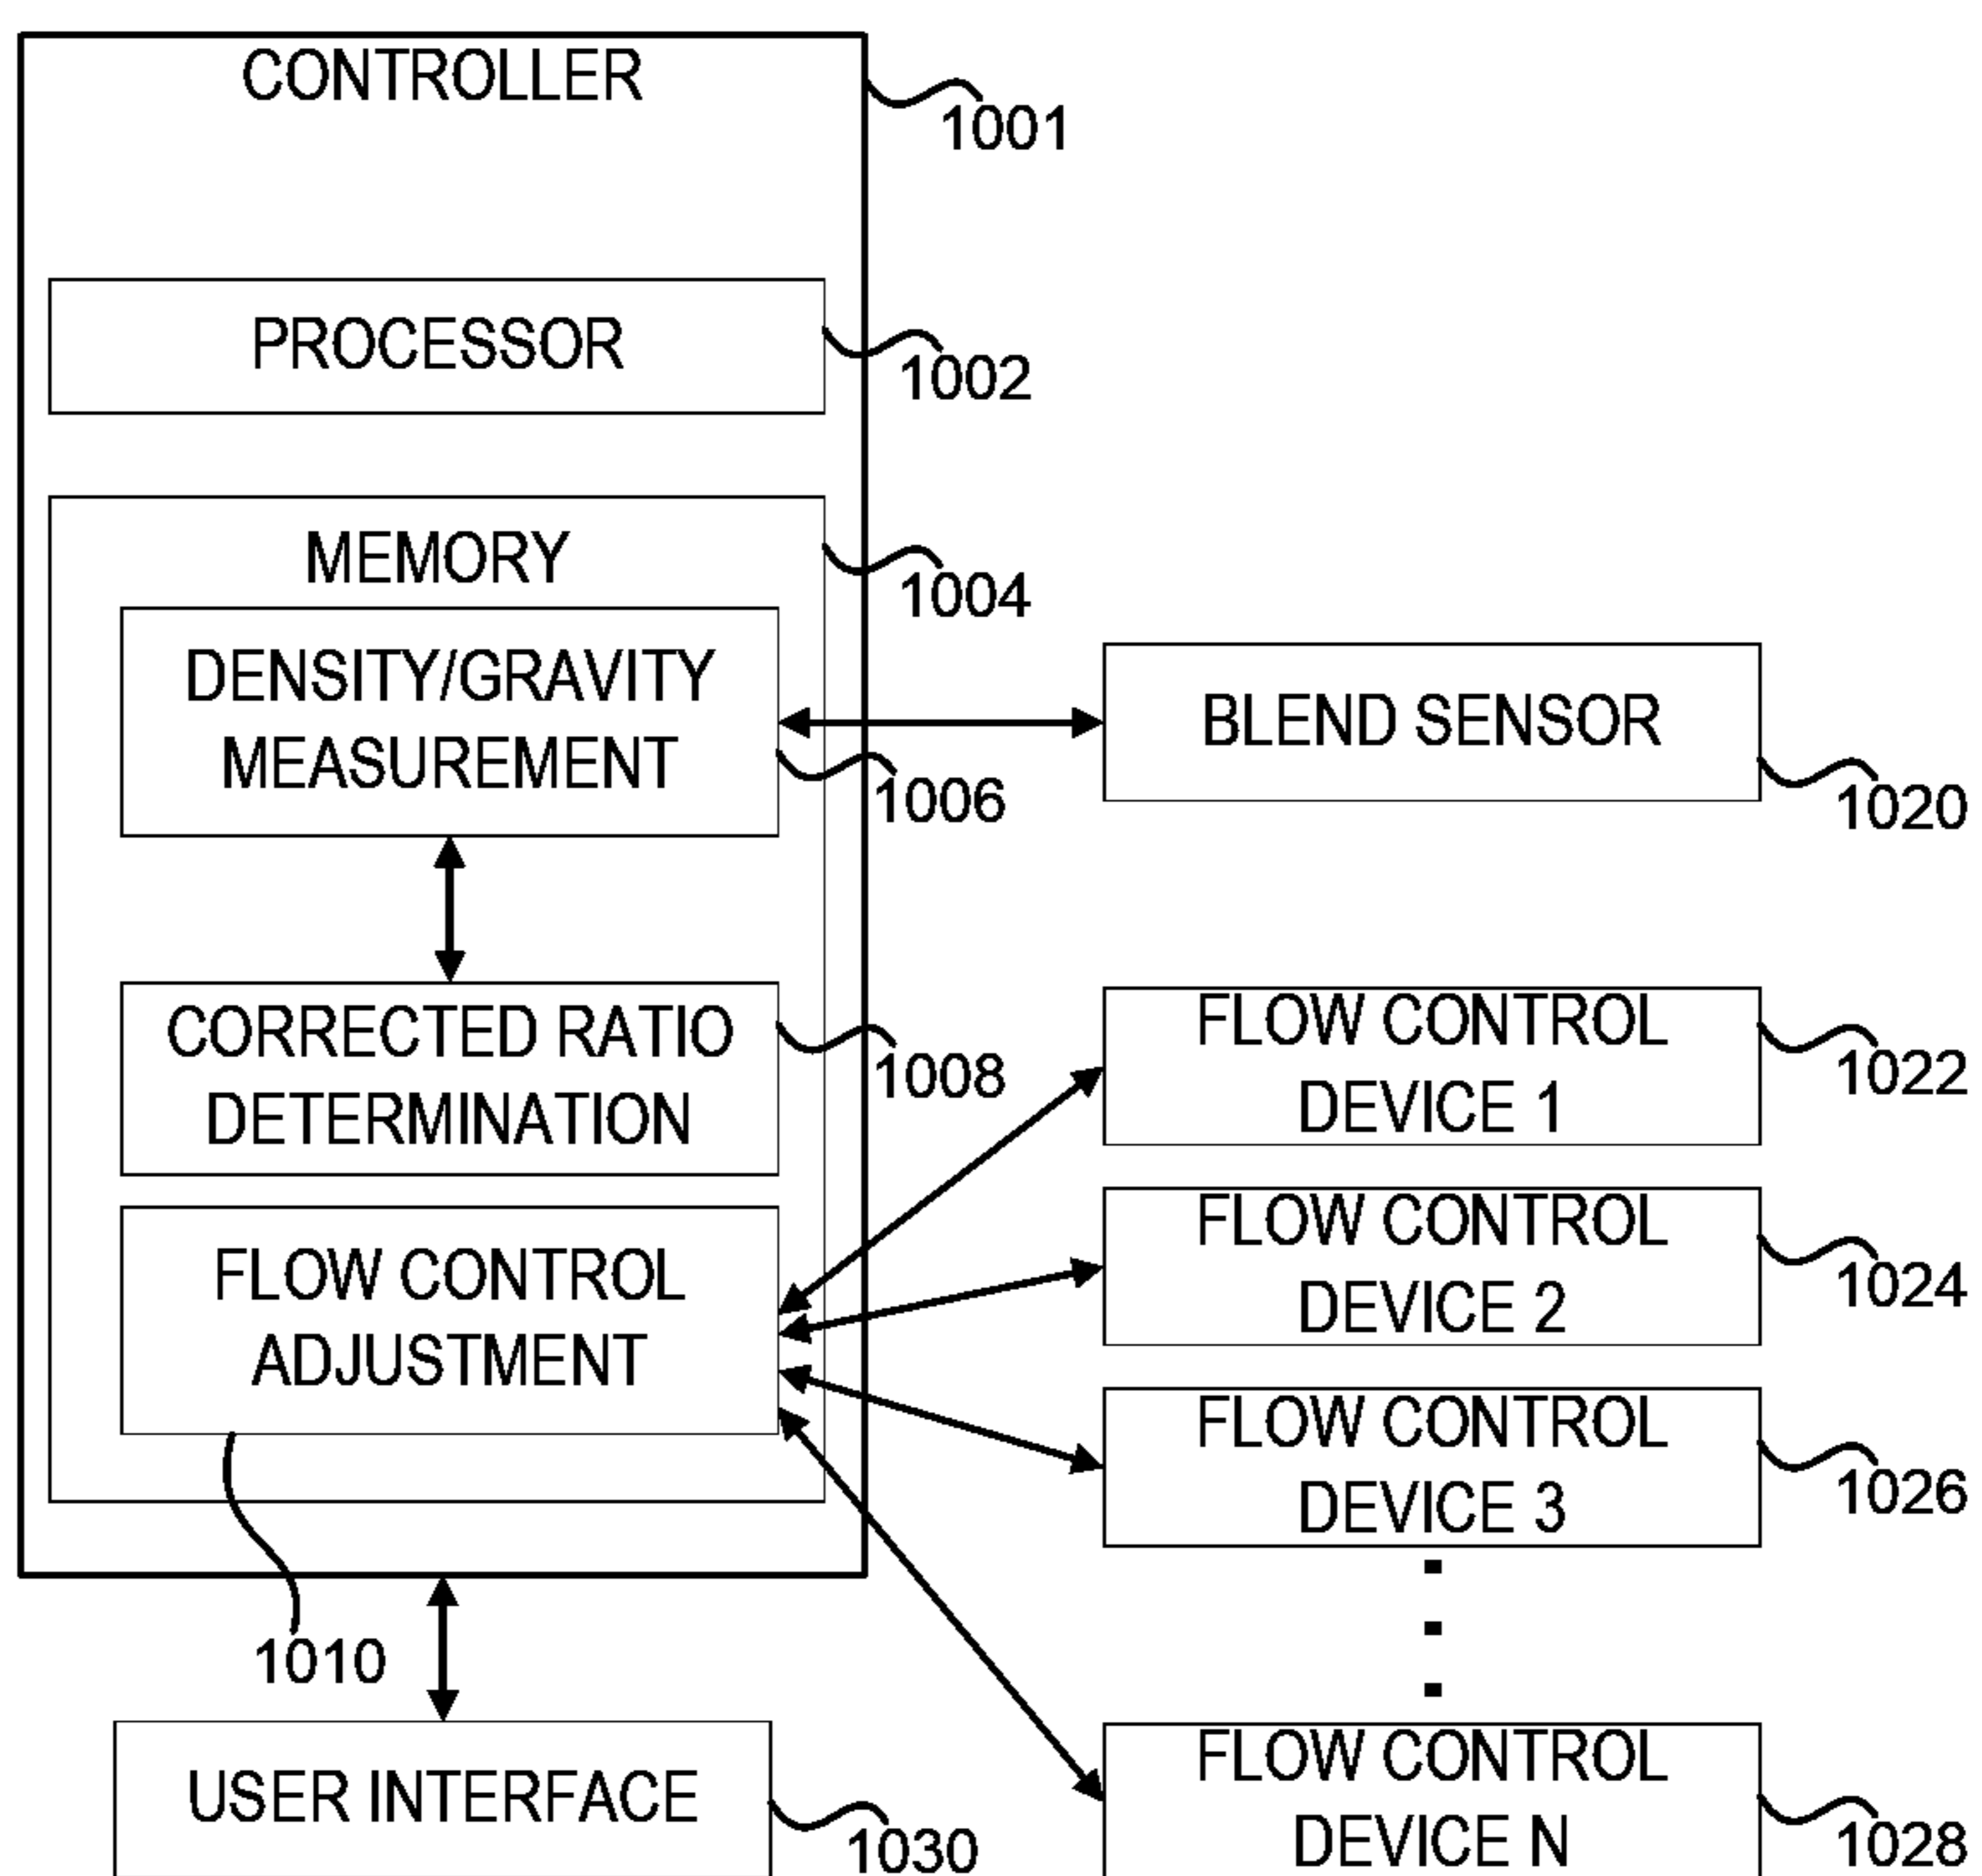 CONTROLLER
1001
PROCESSOR
1002
MEMORY
1004
DENSITY/GRAVITY
MEASUREMENT
1006
BLEND SENSOR
1020
CORRECTED RATIO
DETERMINATION
1008
FLOW CONTROL
DEVICE 1
1022
FLOW CONTROL
ADJUSTMENT
1010
FLOW CONTROL
DEVICE 2
1024
FLOW CONTROL
DEVICE 3
1026
USER INTERFACE
1030
FLOW CONTROL
DEVICE N
1028